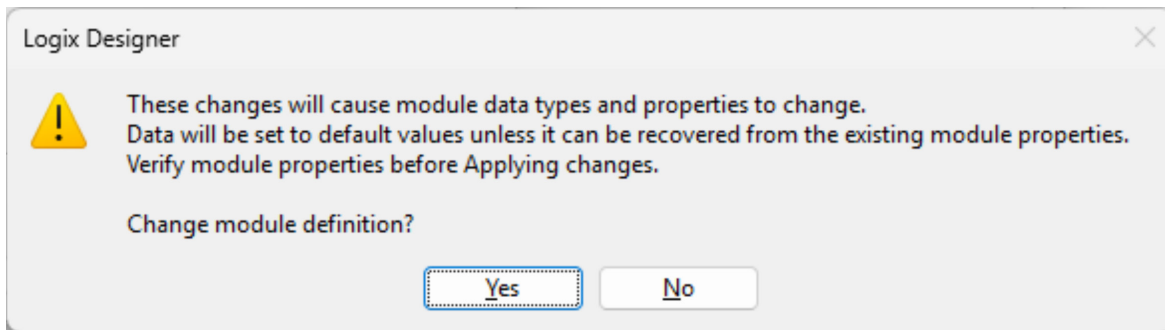 Logix Designer
These changes will cause module data types and properties to change.
Data will be set to default values unless it can be recovered from the existing module properties.
Verify module properties before Applying changes.
Change module definition?
Yes
No